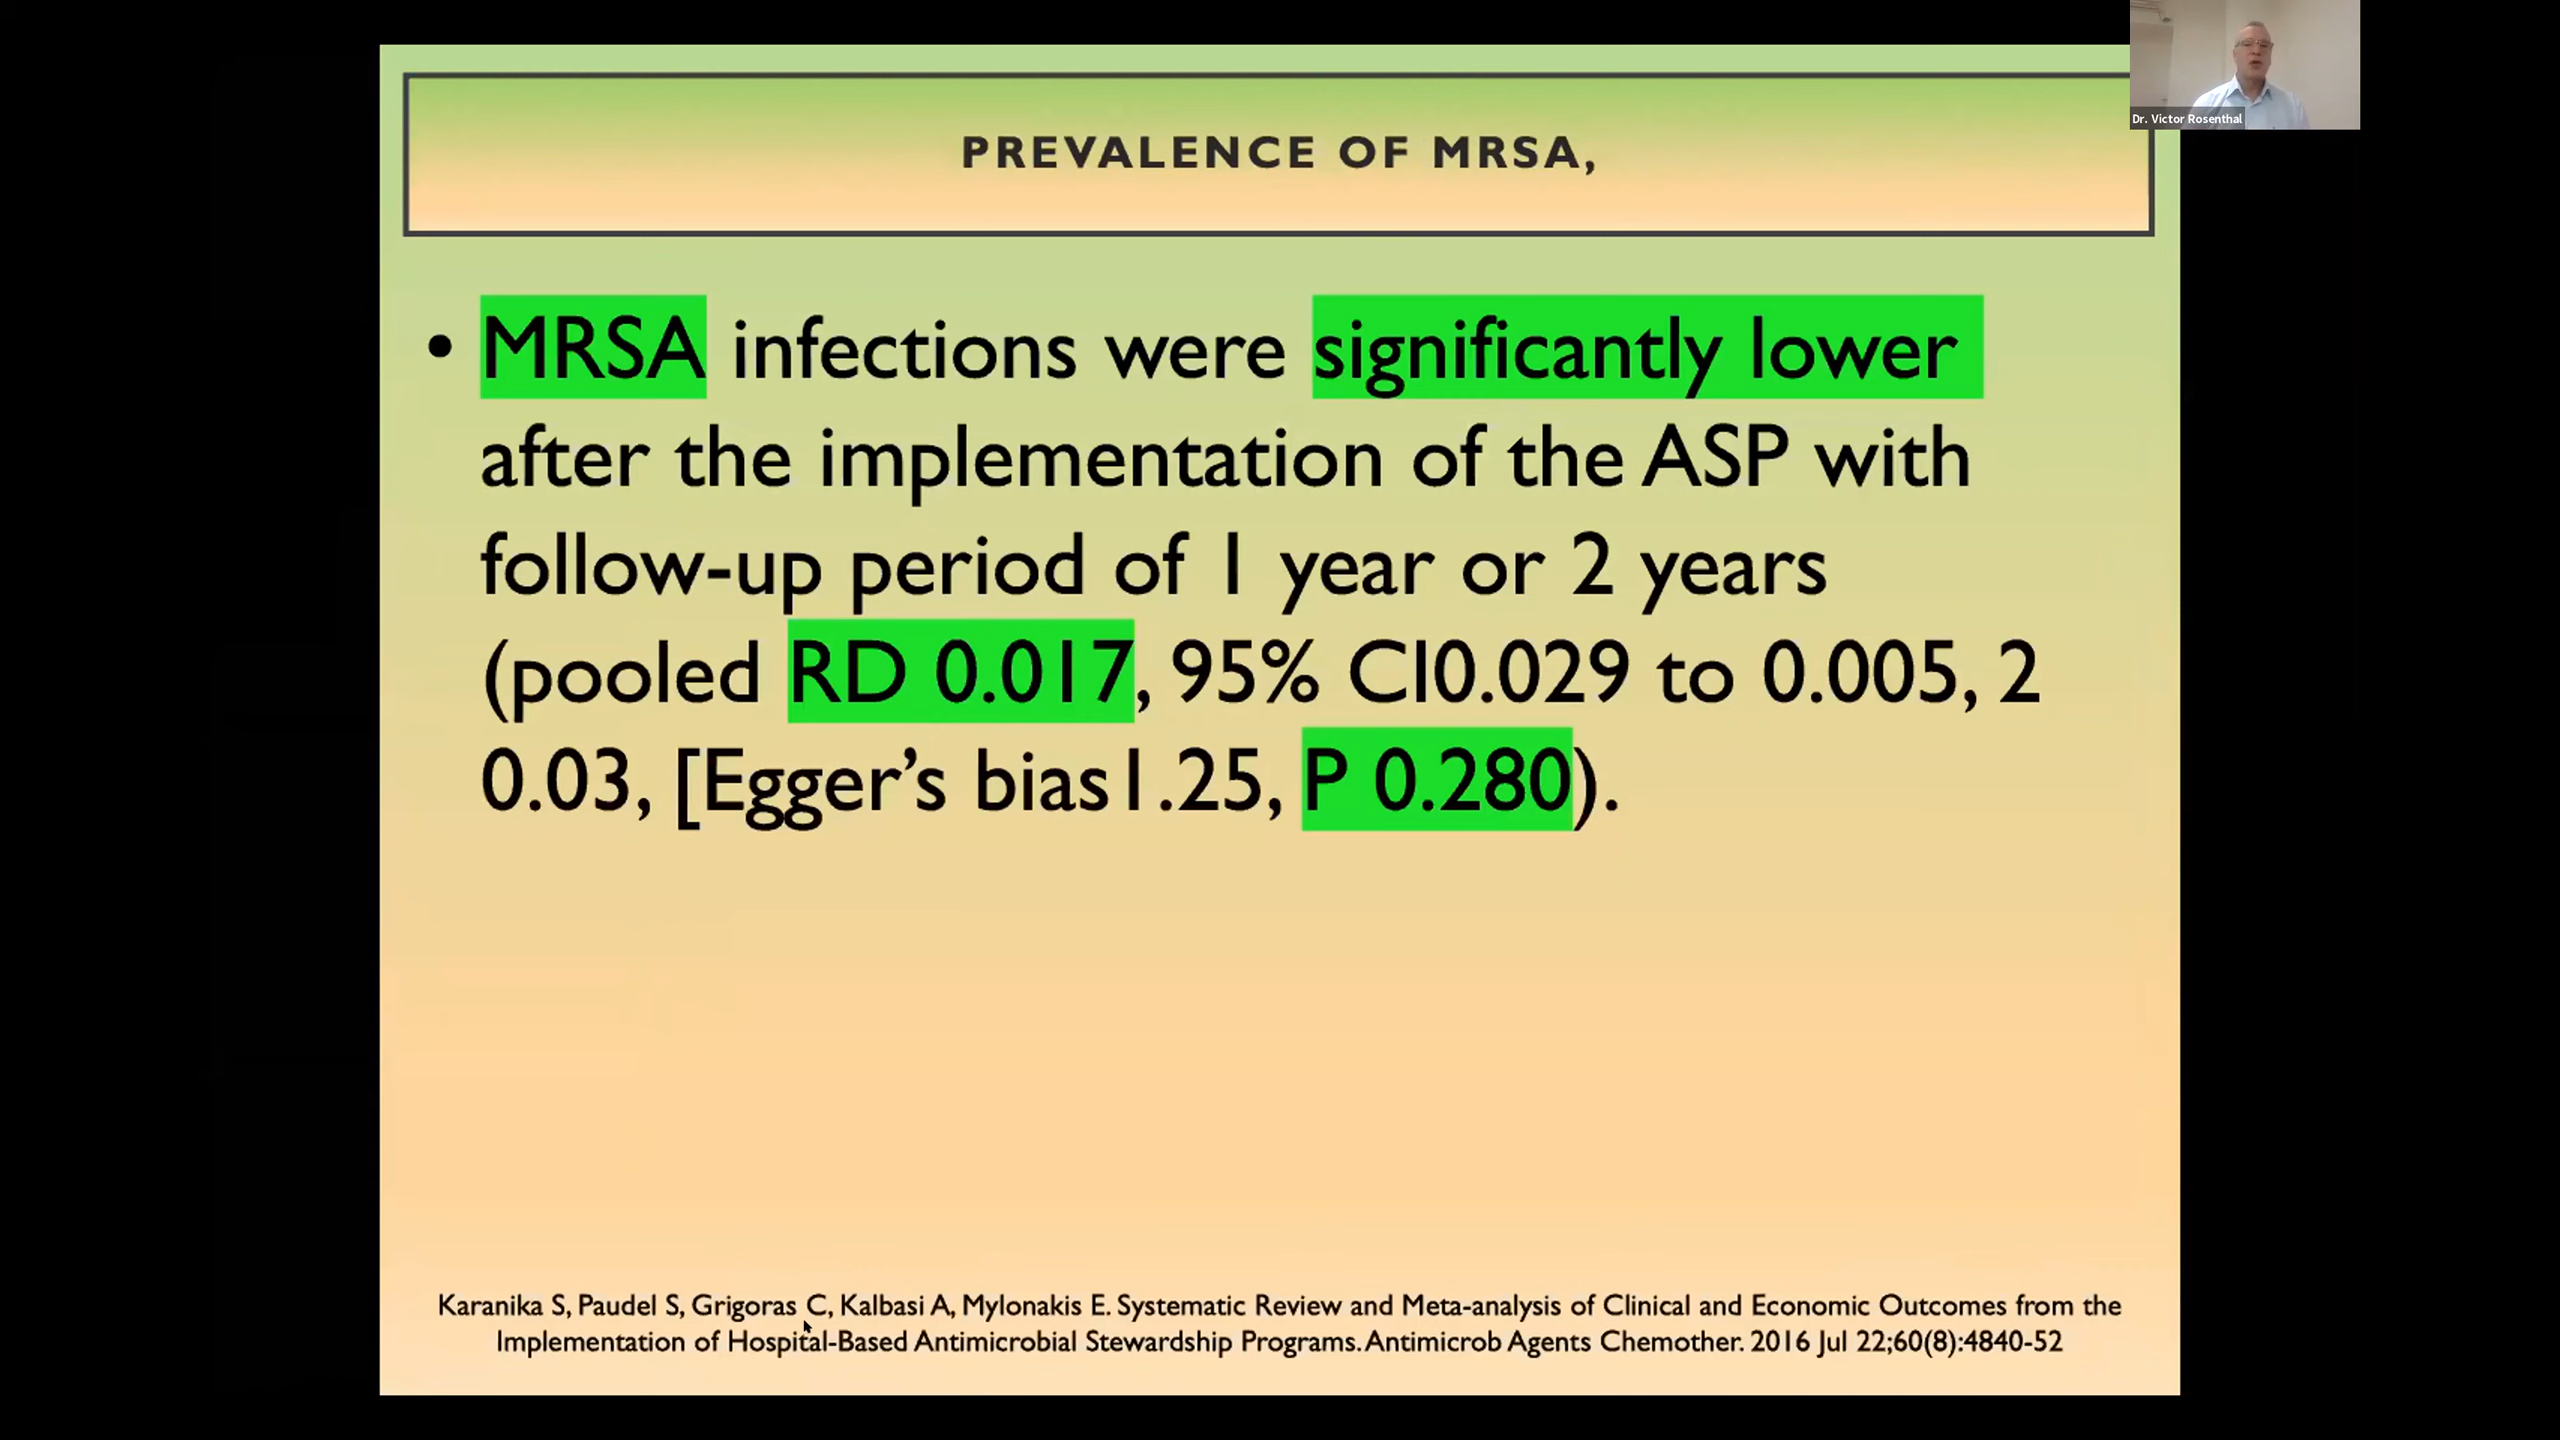 Dr. Victor Rosenthal
PREVALENCE OF MRSA,
• MRSA infections were significantly lower
after the implementation of the ASP with
follow-up period of 1 year or 2 years
(pooled RD 0.017, 95% CI0.029 to 0.005, 2
0.03, [Egger’s bias1.25, P 0.280).
Karanika S, Paudel S, Grigoras C, Kalbasi A, Mylonakis E. Systematic Review and Meta-analysis of Clinical and Economic Outcomes from the
Implementation of Hospital-Based Antimicrobial Stewardship Programs. Antimicrob Agents Chemother. 2016 Jul 22;60(8):4840-52